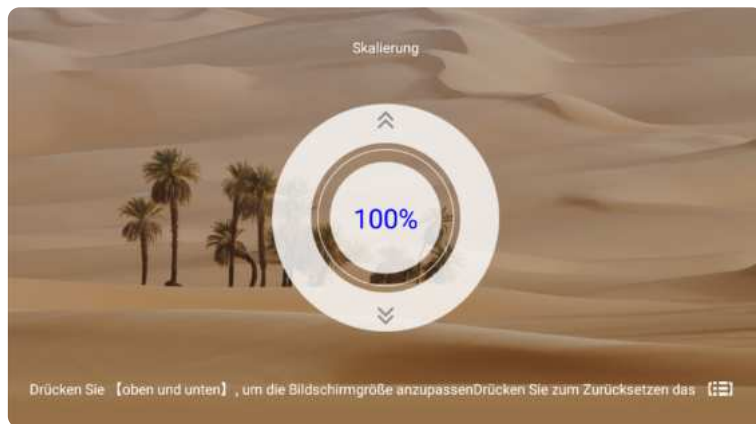 Skalierung
100%
Drücken Sie 【oben und unten】, um die Bildschirmgröße anzupassenDrücken Sie zum Zurücksetzen das